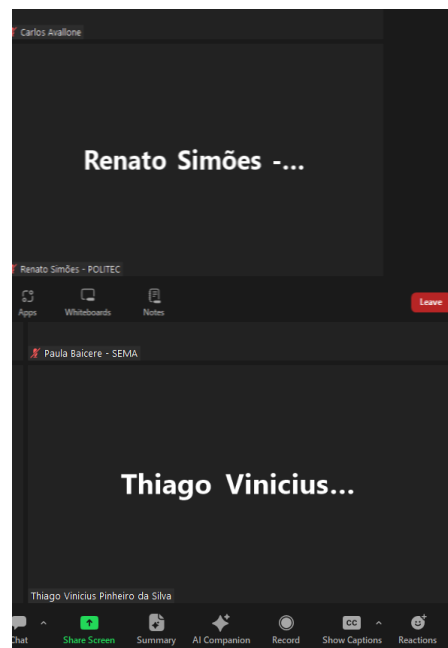 Carlos Avallone
Renato Simões -...
Renato Simões - POLITEC
Apps Whiteboards Notes Leave
Paula Baicere - SEMA
Thiago Vinicius...
Thiago Vinicius Pinheiro da Silva
CC
Chat Share Screen Summary AI Companion Record Show Captions Reactions